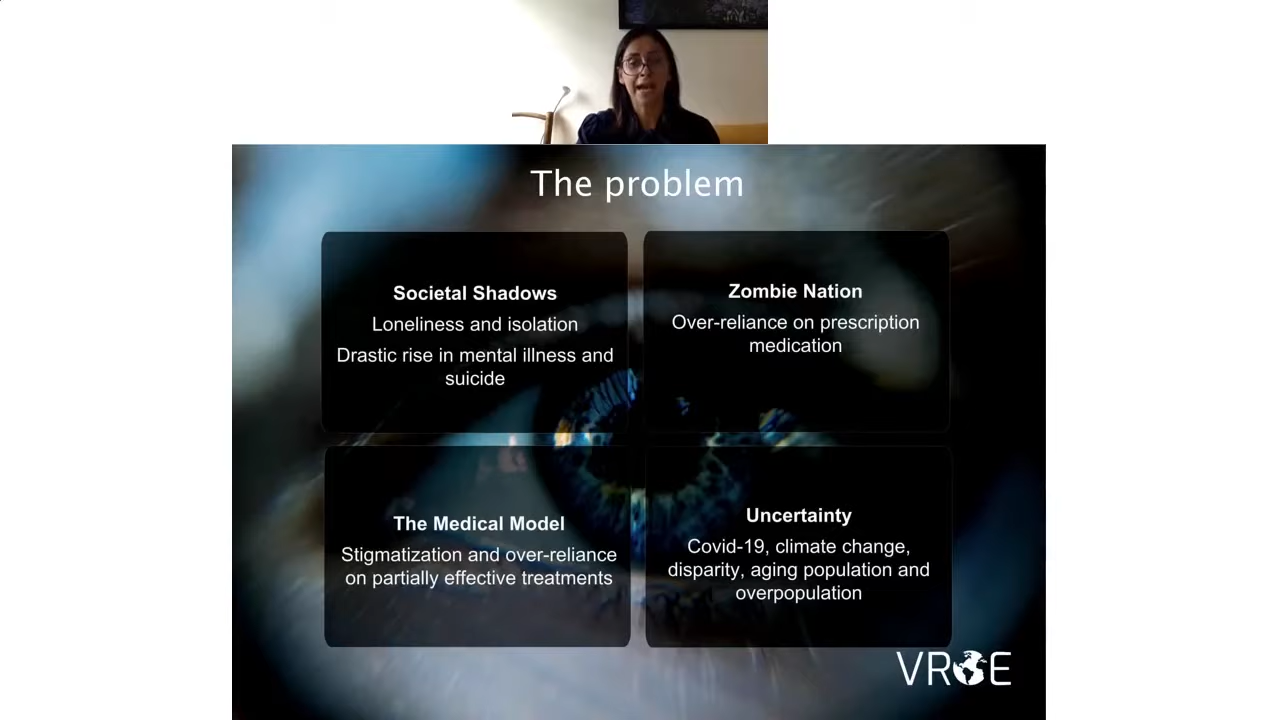 The problem
Societal Shadows
Loneliness and isolation
Drastic rise in mental illness and
suicide
Zombie Nation
Over-reliance on prescription
medication
The Medical Model
Stigmatization and over-reliance
on partially effective treatments
Uncertainty
Covid-19, climate change,
disparity, aging population and
overpopulation
VROE